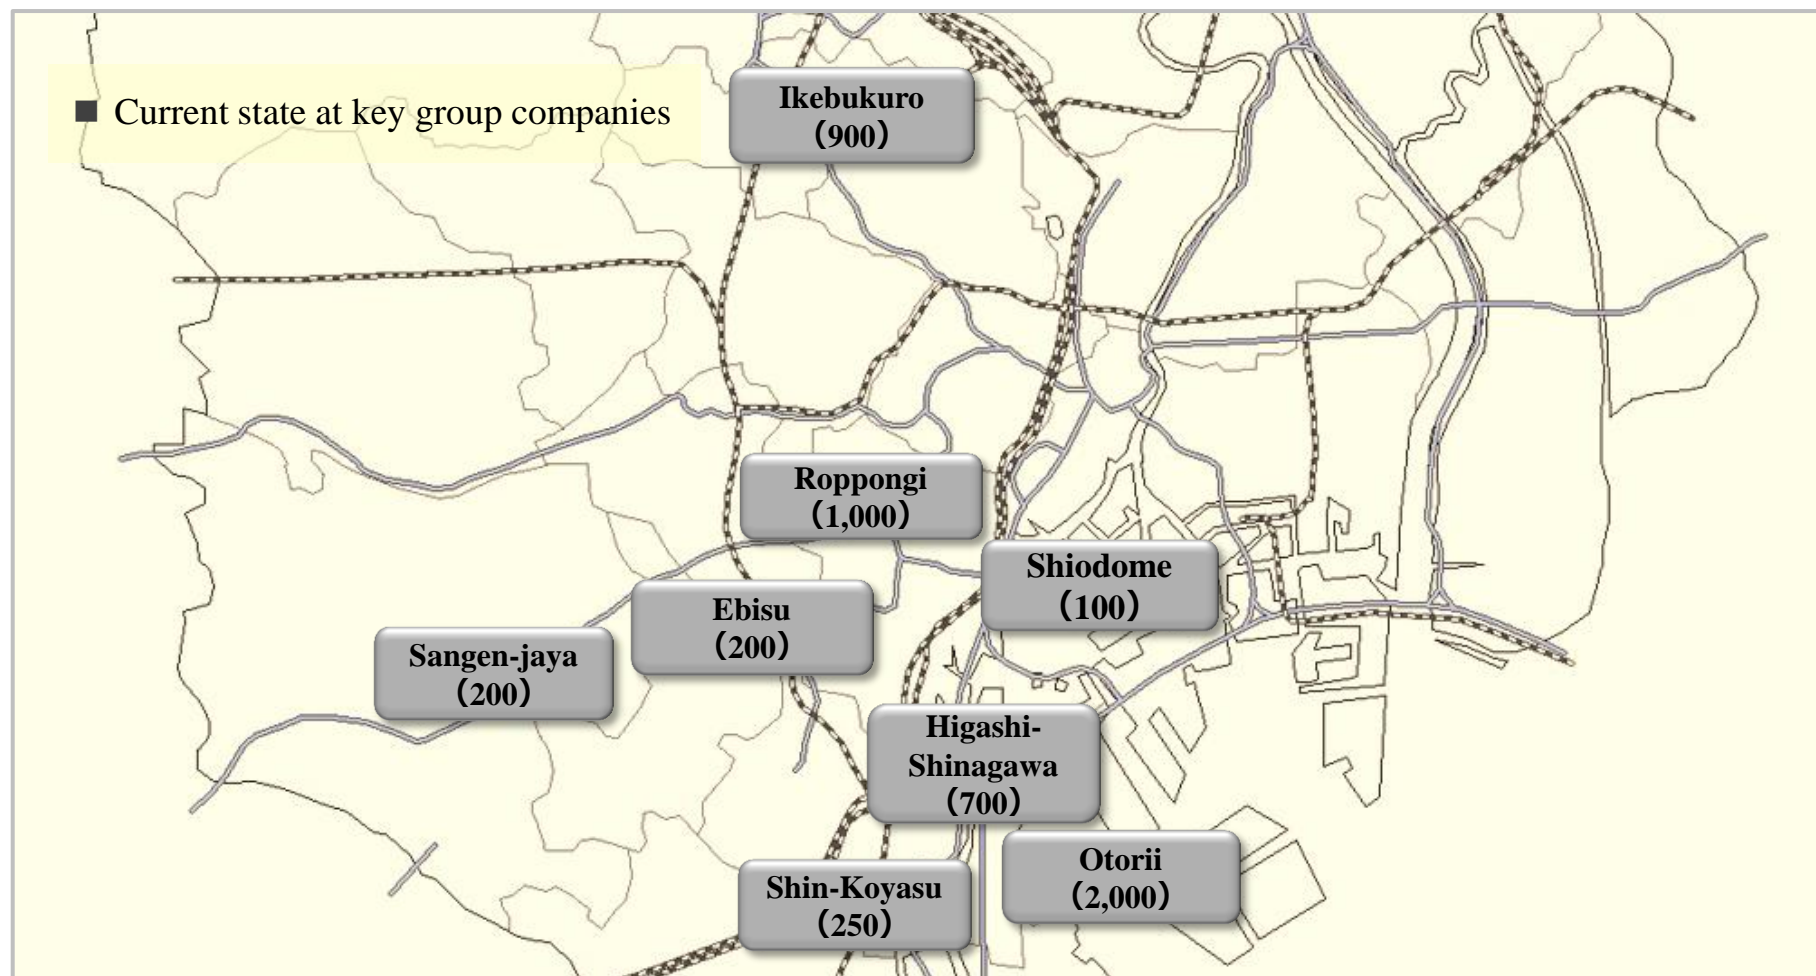 ■ Current state at key group companies
Ikebukuro
（900）
Roppongi
（1,000）
Shiodome
（100）
Ebisu
（200）
Sangen-jaya
（200）
Higashi-
Shinagawa
（700）
Otorii
（2,000）
Shin-Koyasu
（250）